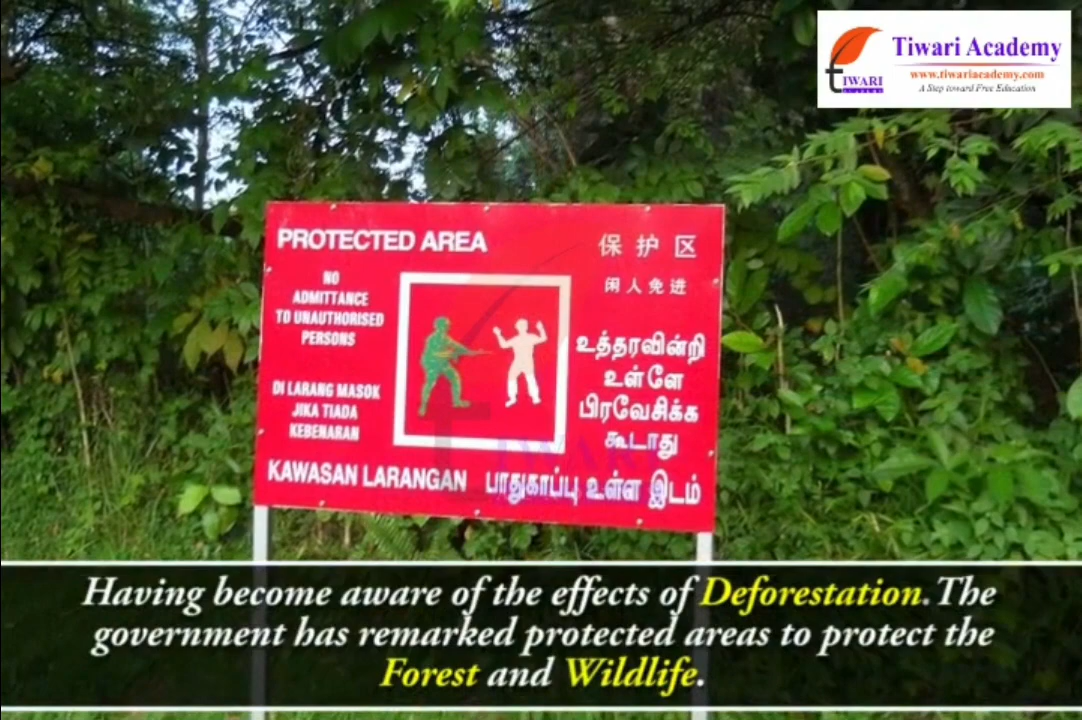 Tiwari Academy
www.tiwariacademy.com
A Step toward Free Education
TIWARI
ACADEMY
PROTECTED AREA
保护区
NO
ADMITTANCE
TO UNAUTHORISED
PERSONS
闲人免进
DI LARANG MASOK
JIKA TIADA
KEBENARAN
உத்தரவின்றி
உள்ளே
பிரவேசிக்க
கூடாது
KAWASAN LARANGAN
பாதுகாப்பு உள்ள இடம்
TIWARI
Having become aware of the effects of Deforestation. The
government has remarked protected areas to protect the
Forest and Wildlife.